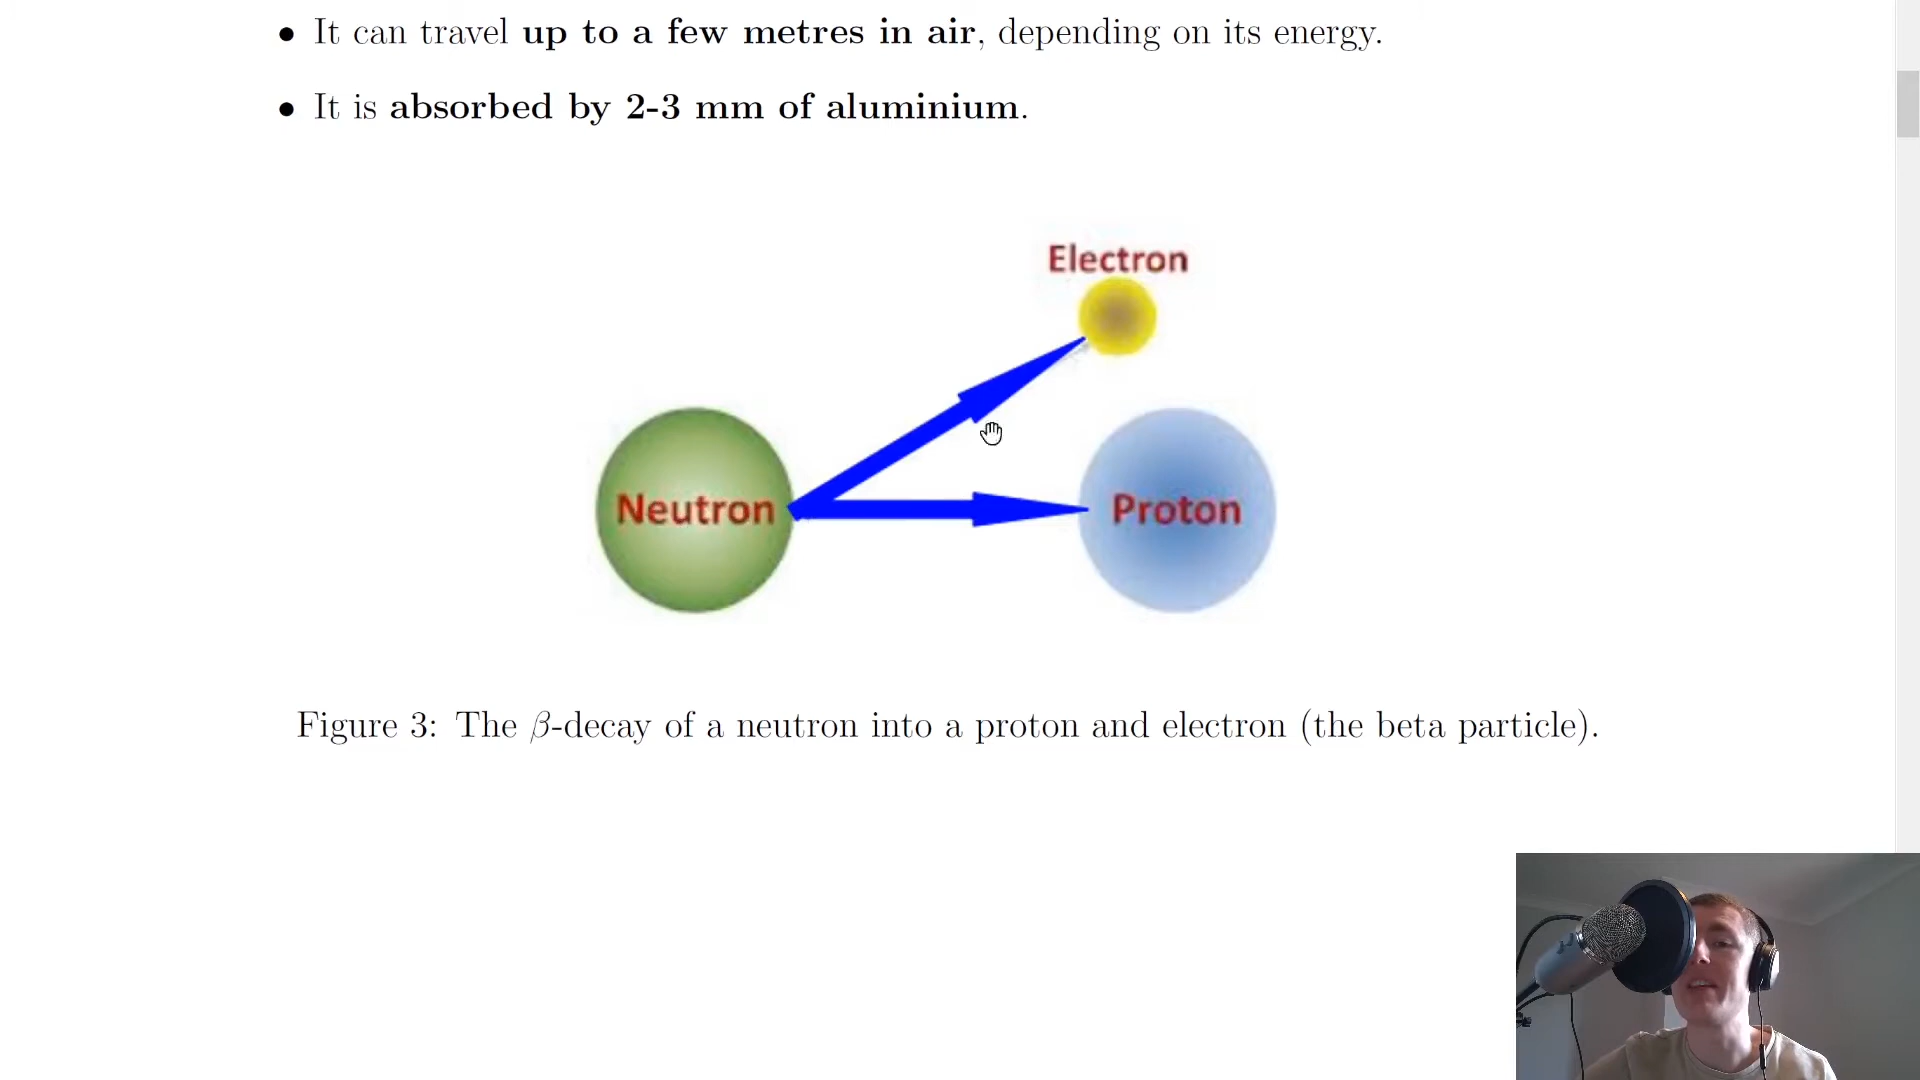 • It can travel up to a few metres in air, depending on its energy.
• It is absorbed by 2-3 mm of aluminium.
Electron
Neutron
Proton
Figure 3: The β-decay of a neutron into a proton and electron (the beta particle).